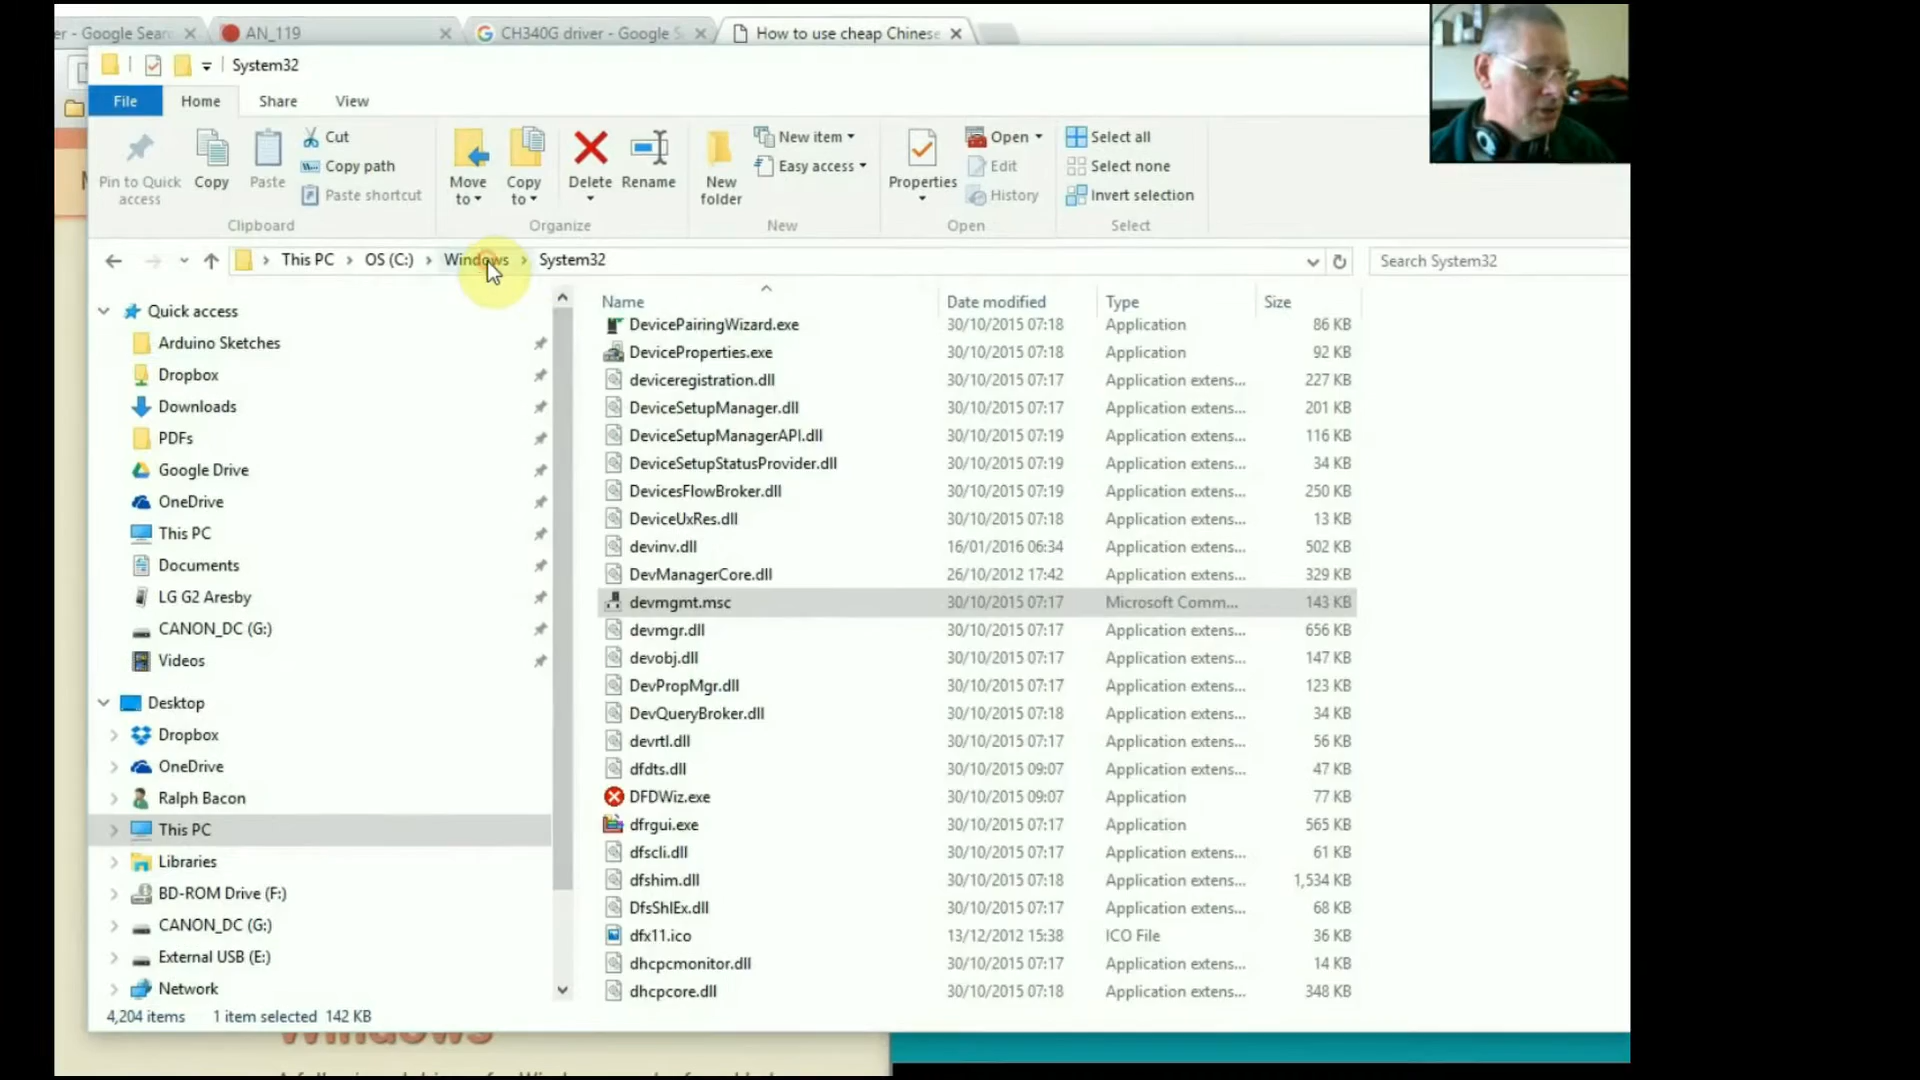 er - Google Sear
AN_119
CH340G driver - Google S
How to use cheap Chinese
System32
File
Home
Share
View
Pin to Quick access
Copy
Paste
Cut
Copy path
Paste shortcut
Move to
Copy to
Delete
Rename
New folder
New item
Easy access
Properties
Open
Edit
History
Select all
Select none
Invert selection
Clipboard
Organize
New
Open
Select
This PC
OS (C:)
Windows
System32
Search System32
Quick access
Arduino Sketches
Dropbox
Downloads
PDFs
Google Drive
OneDrive
This PC
Documents
LG G2 Aresby
CANON_DC (G:)
Videos
Desktop
Dropbox
OneDrive
Ralph Bacon
This PC
Libraries
BD-ROM Drive (F:)
CANON_DC (G:)
External USB (E:)
Network
Name Date modified Type Size
DevicePairingWizard.exe 30/10/2015 07:18 Application 86 KB
DeviceProperties.exe 30/10/2015 07:18 Application 92 KB
deviceregistration.dll 30/10/2015 07:17 Application extens... 227 KB
DeviceSetupManager.dll 30/10/2015 07:17 Application extens... 201 KB
DeviceSetupManagerAPI.dll 30/10/2015 07:19 Application extens... 116 KB
DeviceSetupStatusProvider.dll 30/10/2015 07:19 Application extens... 34 KB
DevicesFlowBroker.dll 30/10/2015 07:19 Application extens... 250 KB
DeviceUxRes.dll 30/10/2015 07:18 Application extens... 13 KB
devinv.dll 16/01/2016 06:34 Application extens... 502 KB
DevManagerCore.dll 26/10/2012 17:42 Application extens... 329 KB
devmgmt.msc 30/10/2015 07:17 Microsoft Comm... 143 KB
devmgr.dll 30/10/2015 07:17 Application extens... 656 KB
devobj.dll 30/10/2015 07:17 Application extens... 147 KB
DevPropMgr.dll 30/10/2015 07:17 Application extens... 123 KB
DevQueryBroker.dll 30/10/2015 07:18 Application extens... 34 KB
devrtl.dll 30/10/2015 07:17 Application extens... 56 KB
dfdts.dll 30/10/2015 09:07 Application extens... 47 KB
DFDWiz.exe 30/10/2015 09:07 Application 77 KB
dfrgui.exe 30/10/2015 07:17 Application 565 KB
dfscli.dll 30/10/2015 07:17 Application extens... 61 KB
dfshim.dll 30/10/2015 07:18 Application extens... 1,534 KB
DfsShlEx.dll 30/10/2015 07:17 Application extens... 68 KB
dfx11.ico 13/12/2012 15:38 ICO File 36 KB
dhcpcmonitor.dll 30/10/2015 07:17 Application extens... 14 KB
dhcpcore.dll 30/10/2015 07:18 Application extens... 348 KB
4,204 items 1 item selected 142 KB
Windows